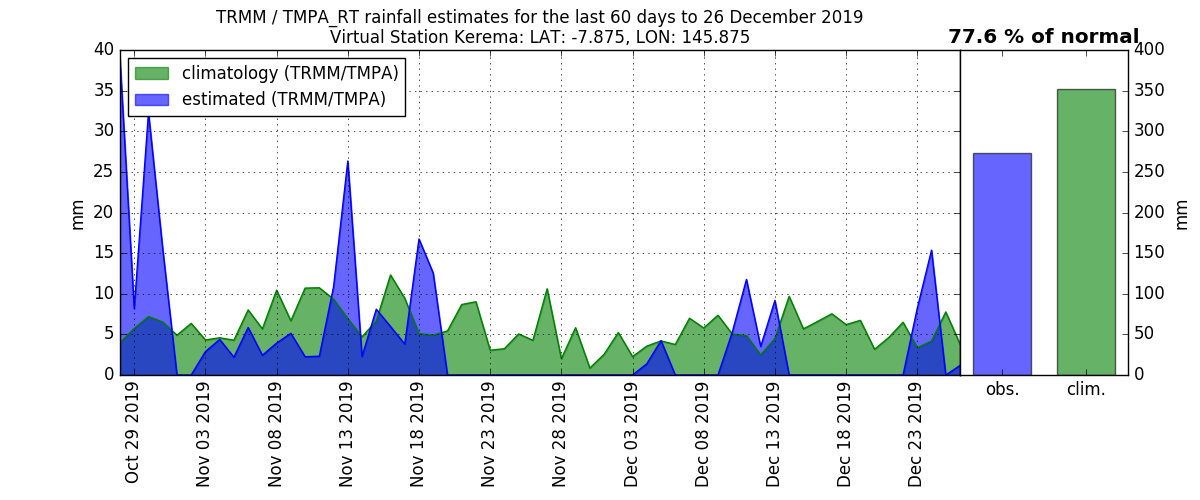 TRMM / TMPA_RT rainfall estimates for the last 60 days to 26 December 2019
Virtual Station Kerema: LAT: -7.875, LON: 145.875
77.6 % of normal
climatology (TRMM/TMPA)
estimated (TRMM/TMPA)
40
35
30
25
20
15
10
5
0
mm
400
350
300
250
200
150
100
50
0
mm
Oct 29 2019
Nov 03 2019
Nov 08 2019
Nov 13 2019
Nov 18 2019
Nov 23 2019
Nov 28 2019
Dec 03 2019
Dec 08 2019
Dec 13 2019
Dec 18 2019
Dec 23 2019
obs.
clim.